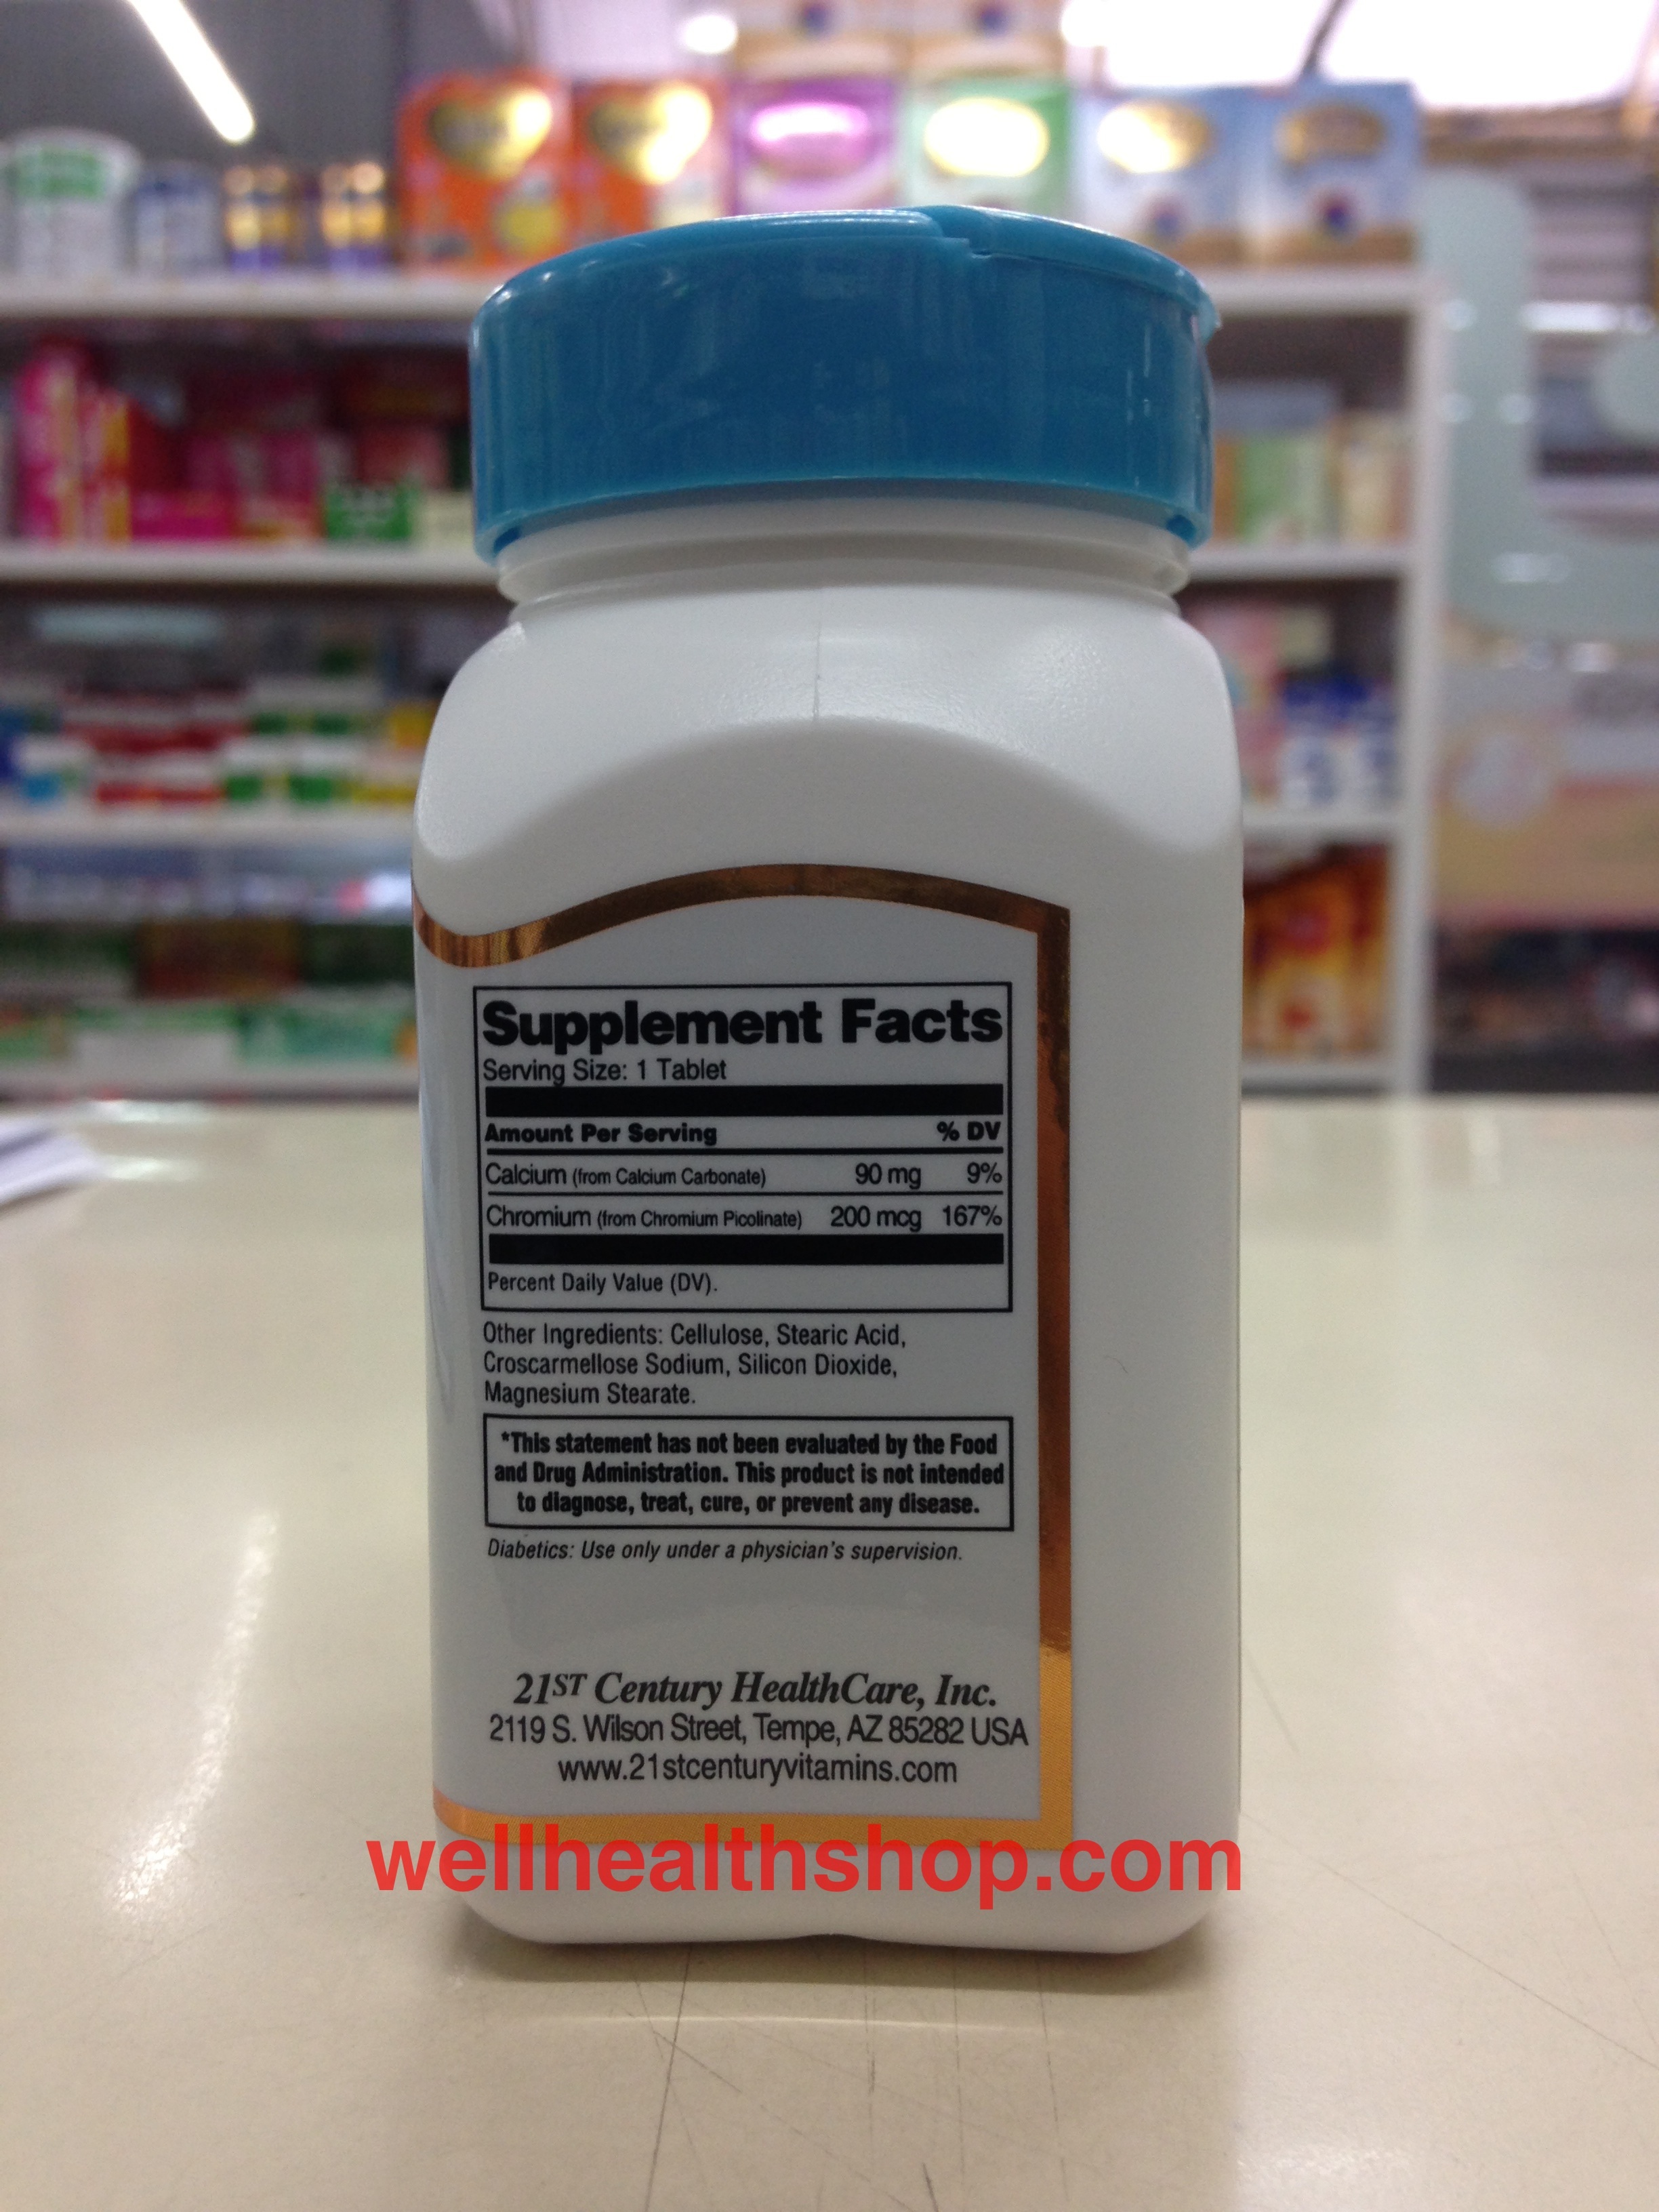 Supplement Facts
Serving Size: 1 Tablet
Amount Per Serving % DV
Calcium (from Calcium Carbonate) 90 mg 9%
Chromium (from Chromium Picolinate) 200 mcg 167%
Percent Daily Value (DV).
Other Ingredients: Cellulose, Stearic Acid,
Croscarmellose Sodium, Silicon Dioxide,
Magnesium Stearate.
*This statement has not been evaluated by the Food
and Drug Administration. This product is not intended
to diagnose, treat, cure, or prevent any disease.
Diabetics: Use only under a physician's supervision.
21ST Century HealthCare, Inc.
2119 S. Wilson Street, Tempe, AZ 85282 USA
www.21stcenturyvitamins.com
wellhealthshop.com